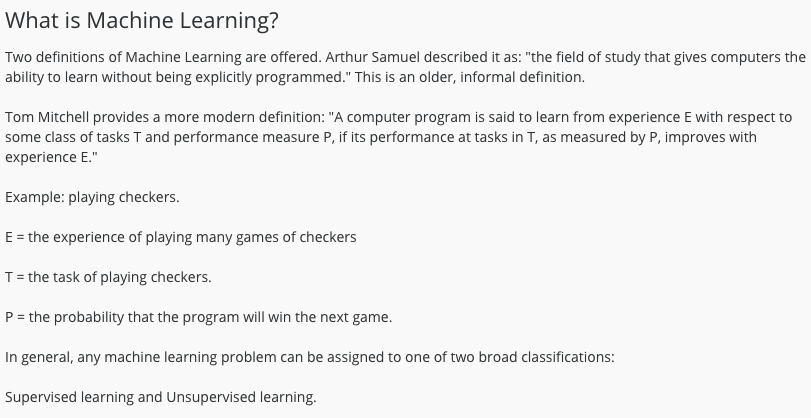 What is Machine Learning?
Two definitions of Machine Learning are offered. Arthur Samuel described it as: "the field of study that gives computers the
ability to learn without being explicitly programmed." This is an older, informal definition.
Tom Mitchell provides a more modern definition: "A computer program is said to learn from experience E with respect to
some class of tasks T and performance measure P, if its performance at tasks in T, as measured by P, improves with
experience E."
Example: playing checkers.
E = the experience of playing many games of checkers
T = the task of playing checkers.
P = the probability that the program will win the next game.
In general, any machine learning problem can be assigned to one of two broad classifications:
Supervised learning and Unsupervised learning.